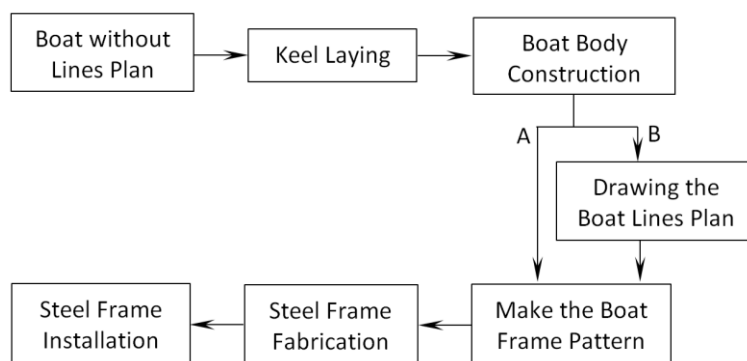 Boat without
Lines Plan
Keel Laying
Boat Body
Construction
A
B
Drawing the
Boat Lines Plan
Steel Frame
Installation
Steel Frame
Fabrication
Make the Boat
Frame Pattern